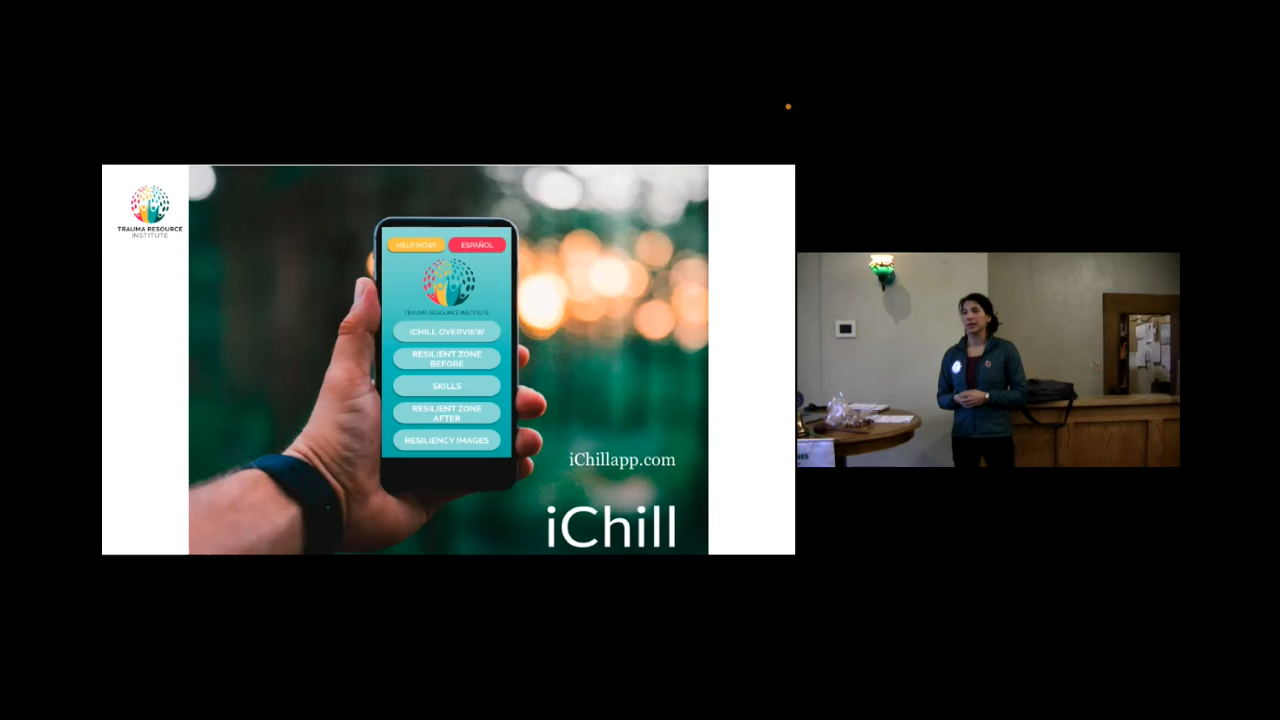 TRAUMA RESOURCE
INSTITUTE
HELP NOW!
ESPAÑOL
TRAUMA RESOURCE INSTITUTE
iCHILL OVERVIEW
RESILIENT ZONE
BEFORE
SKILLS
RESILIENT ZONE
AFTER
RESILIENCY IMAGES
iChillapp.com
iChill